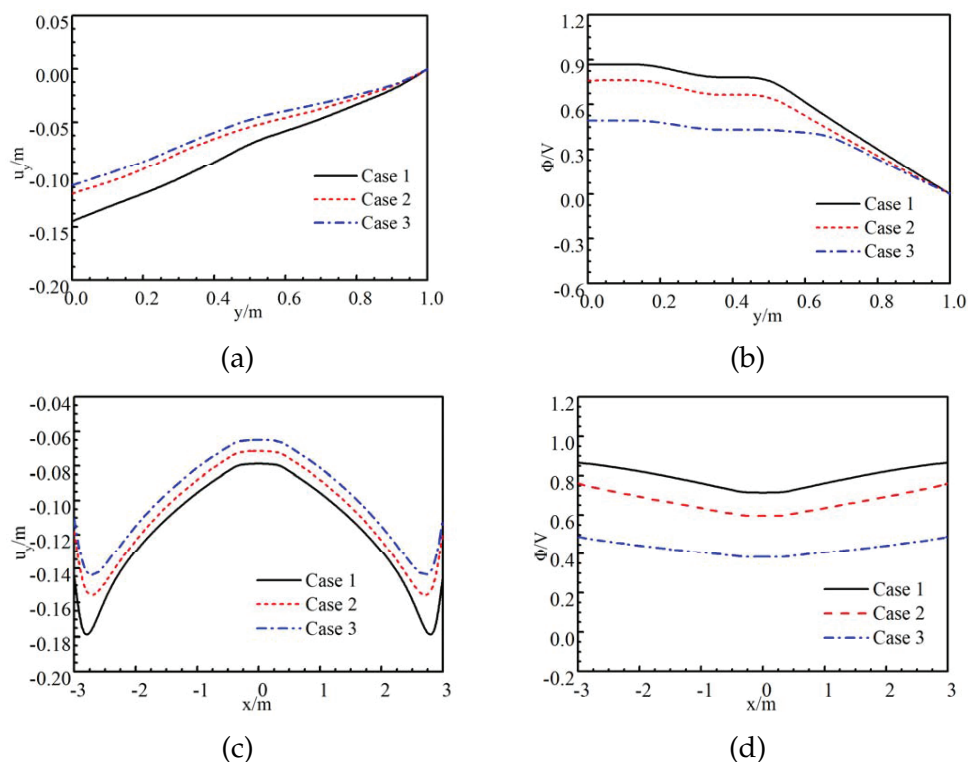 0.05
0.00
-0.05
-0.10
-0.15
-0.20
u_y/m
Case 1
Case 2
Case 3
0.0 0.2 0.4 0.6 0.8 1.0
y/m
(a)
1.2
0.9
0.6
0.3
0.0
-0.3
-0.6
Φ/V
Case 1
Case 2
Case 3
0.0 0.2 0.4 0.6 0.8 1.0
y/m
(b)
-0.04
-0.06
-0.08
-0.10
-0.12
-0.14
-0.16
-0.18
-0.20
u_y/m
Case 1
Case 2
Case 3
-3 -2 -1 0 1 2 3
x/m
(c)
1.2
1.0
0.8
0.6
0.4
0.2
0.0
-0.2
Φ/V
Case 1
Case 2
Case 3
-3 -2 -1 0 1 2 3
x/m
(d)